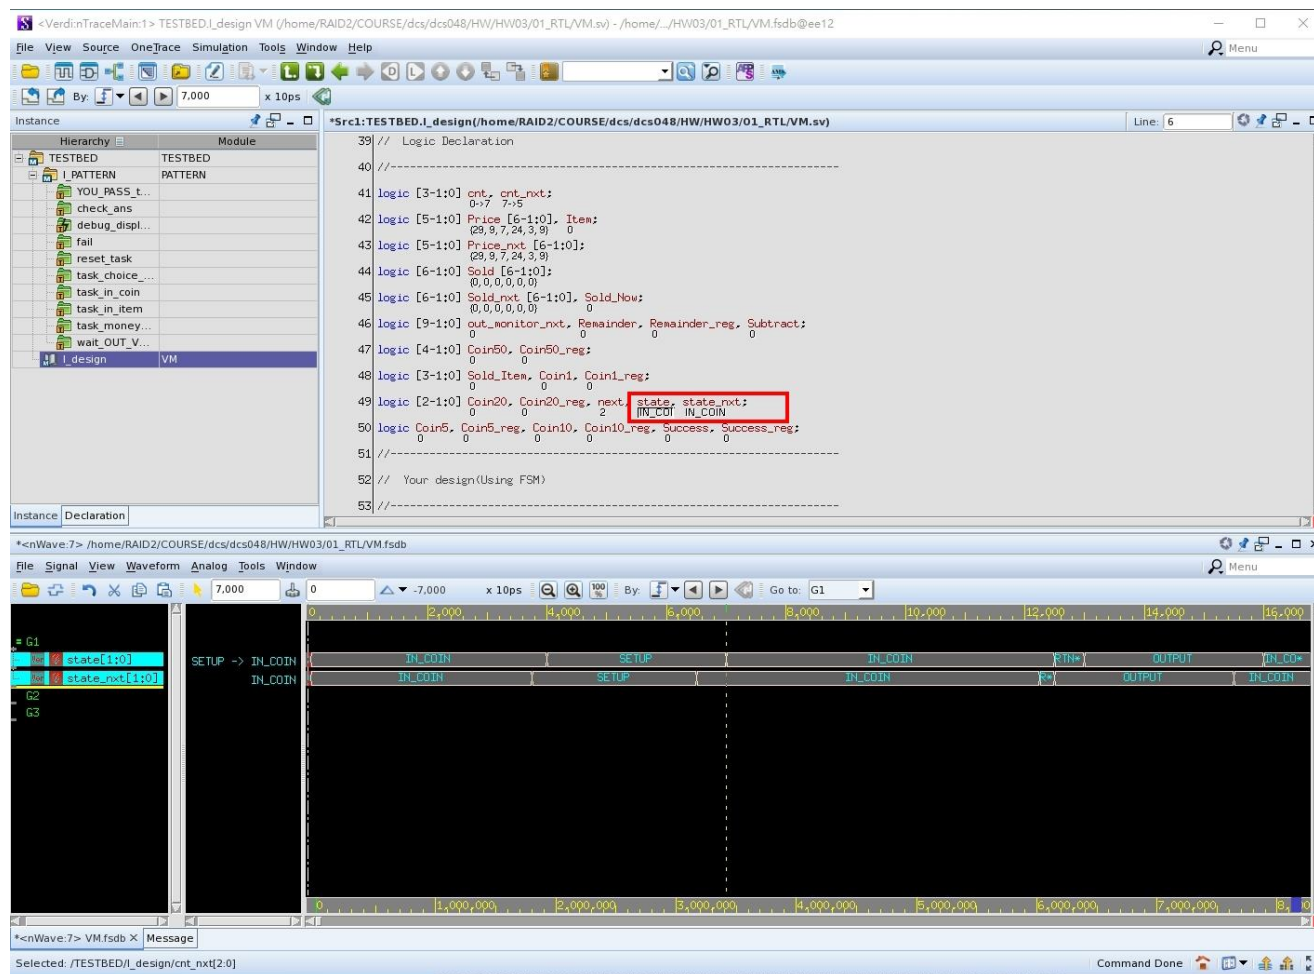 <Verdi:nTraceMain:1> TESTBED.I_design VM (/home/RAID2/COURSE/dcs/dcs048/HW/HW03/01_RTL/VM.sv) - /home/.../HW03/01_RTL/VM.fsdb@ee12
File View Source OneTrace Simulation Tools Window Help
Menu
By: 7,000 x 10ps
Instance
*Src1:TESTBED.I_design(/home/RAID2/COURSE/dcs/dcs048/HW/HW03/01_RTL/VM.sv)
Line: 6
Hierarchy Module
TESTBED TESTBED
I_PATTERN PATTERN
YOU_PASS_t...
check_ans
debug_displ...
fail
reset_task
task_choice_...
task_in_coin
task_in_item
task_money...
wait_OUT_V...
I_design VM
Instance Declaration
39 // Logic Declaration
40 //------------------------------------------------------------------
41 logic [3-1:0] cnt, cnt_nxt;
0->7 7->5
42 logic [5-1:0] Price [6-1:0], Item;
{29,9,7,24,3,9} 0
43 logic [5-1:0] Price_nxt [6-1:0];
{29,9,7,24,3,9}
44 logic [6-1:0] Sold [6-1:0];
{0,0,0,0,0,0}
45 logic [6-1:0] Sold_nxt [6-1:0], Sold_Now;
{0,0,0,0,0,0} 0
46 logic [9-1:0] out_monitor_nxt, Remainder, Remainder_reg, Subtract;
0 0 0 0
47 logic [4-1:0] Coin50, Coin50_reg;
0 0
48 logic [3-1:0] Sold_Item, Coin1, Coin1_reg;
0 0 0
49 logic [2-1:0] Coin20, Coin20_reg, next, state, state_nxt;
0 0 2 IN_COI IN_COIN
50 logic Coin5, Coin5_reg, Coin10, Coin10_reg, Success, Success_reg;
0 0 0 0 0 0
51 //------------------------------------------------------------------
52 // Your design(Using FSM)
53 //------------------------------------------------------------------
*<nWave:7> /home/RAID2/COURSE/dcs/dcs048/HW/HW03/01_RTL/VM.fsdb
File Signal View Waveform Analog Tools Window
Menu
7,000 0 -7,000 x 10ps 100 By: Go to: G1
0 2,000 4,000 6,000 8,000 10,000 12,000 14,000 16,000
G1
state[1:0] SETUP -> IN_COIN IN_COIN SETUP IN_COIN RTN* OUTPUT IN_CO*
state_nxt[1:0] IN_COIN IN_COIN SETUP IN_COIN R* OUTPUT IN_COIN
G2
G3
0 1,000,000 2,000,000 3,000,000 4,000,000 5,000,000 6,000,000 7,000,000
*<nWave:7> VM.fsdb X Message
Selected: /TESTBED/I_design/cnt_nxt[2:0]
Command Done